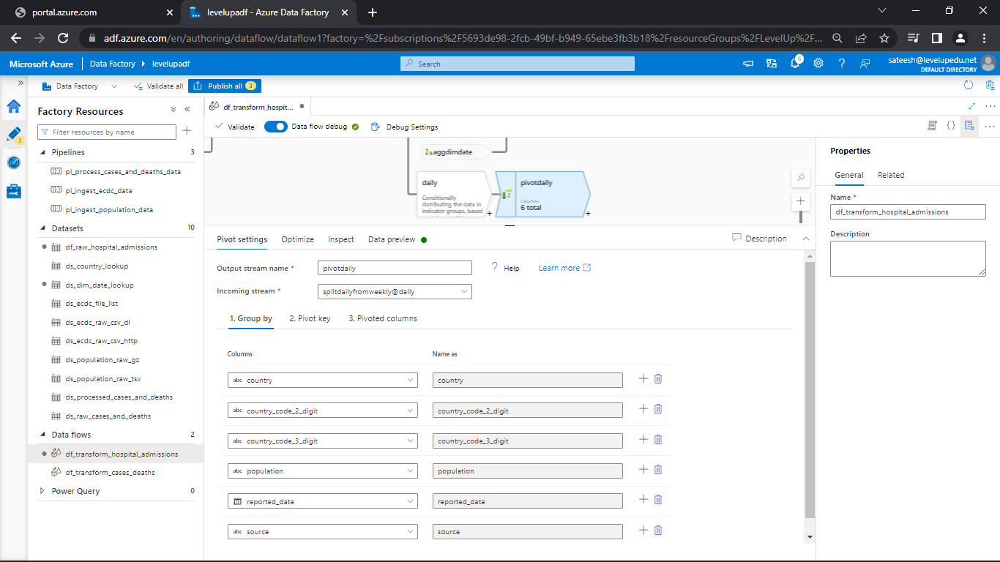 portal.azure.com
levelupadf - Azure Data Factory
adf.azure.com/en/authoring/dataflow/dataflow1?factory=%2Fsubscriptions%2F5693de98-2fcb-49bf-b949-65ebe3fb3b18%2FresourceGroups%2FLevelUp%2F...
Microsoft Azure
Data Factory
levelupadf
Search
6
sateesh@levelupedu.net
DEFAULT DIRECTORY
Data Factory
Validate all
Publish all 3
3
Factory Resources
Filter resources by name
Pipelines 3
pl_process_cases_and_deaths_data
pl_ingest_ecdc_data
pl_ingest_population_data
Datasets 10
df_raw_hospital_admissions
ds_country_lookup
ds_dim_date_lookup
ds_ecdc_file_list
ds_ecdc_raw_csv_dl
ds_ecdc_raw_csv_http
ds_population_raw_gz
ds_population_raw_tsv
ds_processed_cases_and_deaths
ds_raw_cases_and_deaths
Data flows 2
df_transform_hospital_admissions
df_transform_cases_deaths
Power Query 0
df_transform_hospit...
Validate
Data flow debug
Debug Settings
aggdimdate
daily
Conditionally
distributing the data in
indicator groups, based
pivotdaily
Columns:
6 total
Pivot settings
Optimize
Inspect
Data preview
Description
Output stream name *
pivotdaily
Help
Learn more
Incoming stream *
splitdailyfromweekly@daily
1. Group by
2. Pivot key
3. Pivoted columns
Columns
Name as
abc country
country
abc country_code_2_digit
country_code_2_digit
abc country_code_3_digit
country_code_3_digit
abc population
population
reported_date
reported_date
abc source
source
Properties
General
Related
Name *
df_transform_hospital_admissions
Description